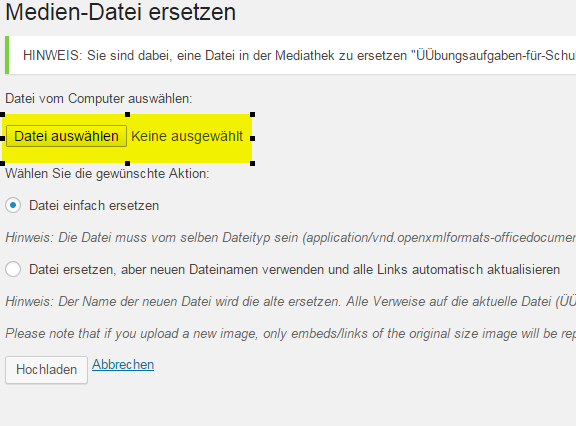 Medien-Datei ersetzen
HINWEIS: Sie sind dabei, eine Datei in der Mediathek zu ersetzen "ÜÜbungsaufgaben-für-Schul
Datei vom Computer auswählen:
Datei auswählen Keine ausgewählt
Wählen Sie die gewünschte Aktion:
Datei einfach ersetzen
Hinweis: Die Datei muss vom selben Dateityp sein (application/vnd.openxmlformats-officedocumen
Datei ersetzen, aber neuen Dateinamen verwenden und alle Links automatisch aktualisieren
Hinweis: Der Name der neuen Datei wird die alte ersetzen. Alle Verweise auf die aktuelle Datei (ÜÜ
Please note that if you upload a new image, only embeds/links of the original size image will be rep
Hochladen Abbrechen